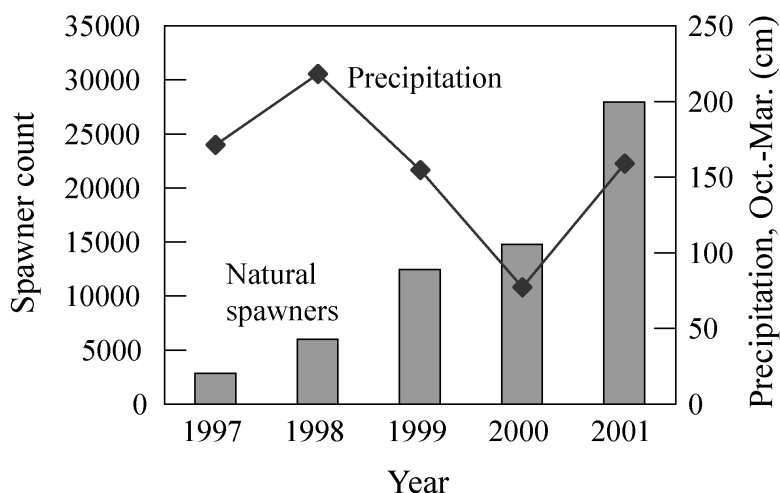 35000
30000
25000
20000
15000
10000
5000
0
Spawner count
Precipitation
Natural
spawners
250
200
150
100
50
0
Precipitation, Oct.-Mar. (cm)
1997 1998 1999 2000 2001
Year